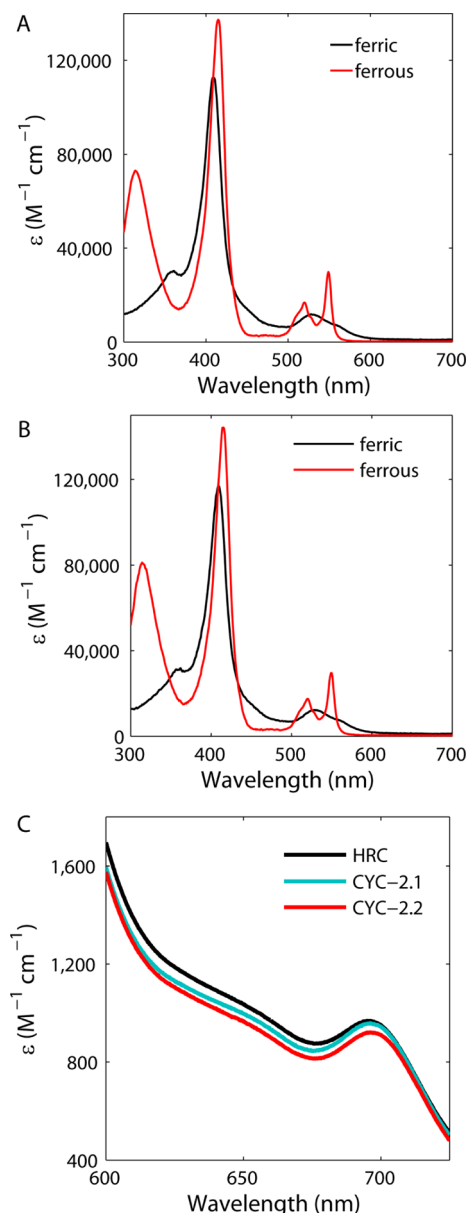 A
ferric
ferrous
120,000
80,000
40,000
0
ε (M⁻¹ cm⁻¹)
300 400 500 600 700
Wavelength (nm)
B
ferric
ferrous
120,000
80,000
40,000
0
ε (M⁻¹ cm⁻¹)
300 400 500 600 700
Wavelength (nm)
C
HRC
CYC−2.1
CYC−2.2
1,600
1,200
800
400
ε (M⁻¹ cm⁻¹)
600 650 700
Wavelength (nm)